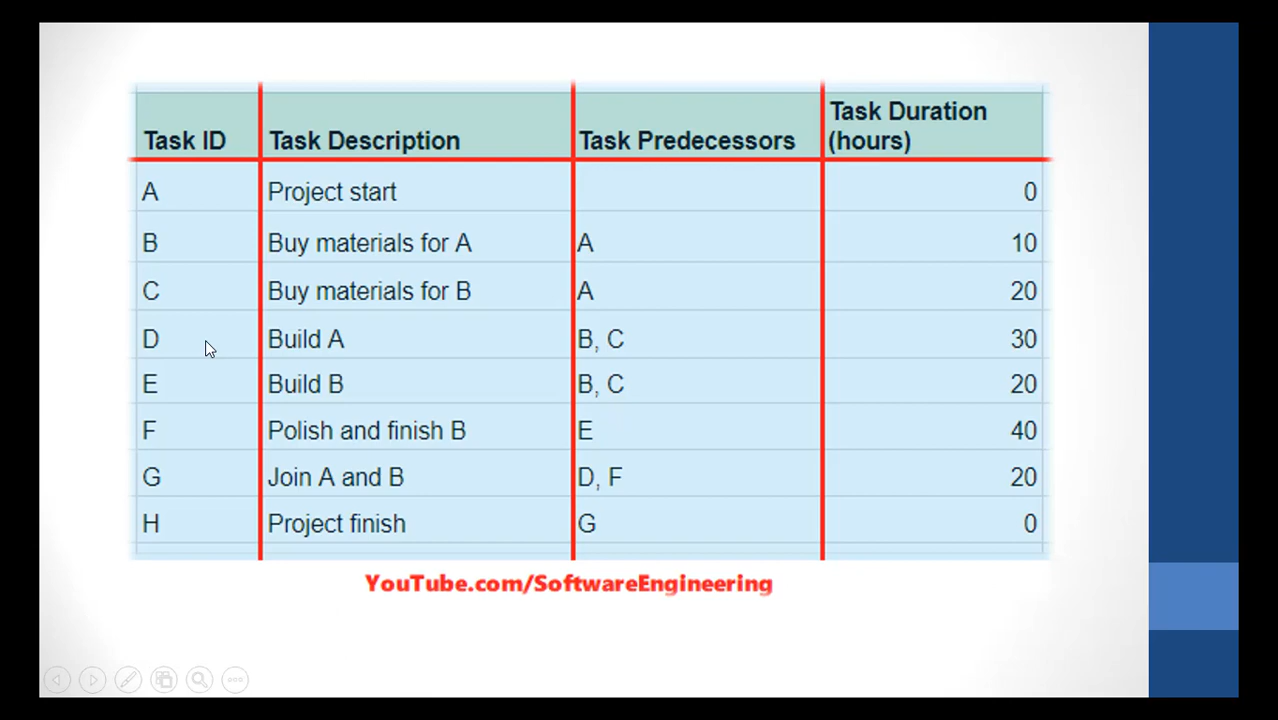 Task ID Task Description Task Predecessors Task Duration (hours)
A Project start 0
B Buy materials for A A 10
C Buy materials for B A 20
D Build A B, C 30
E Build B B, C 20
F Polish and finish B E 40
G Join A and B D, F 20
H Project finish G 0
YouTube.com/SoftwareEngineering